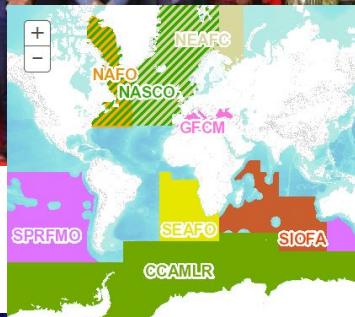 +
−
NEAFC
NAFO
NASCO
GFCM
SPRFMO
SEAFO
SIOFA
CCAMLR